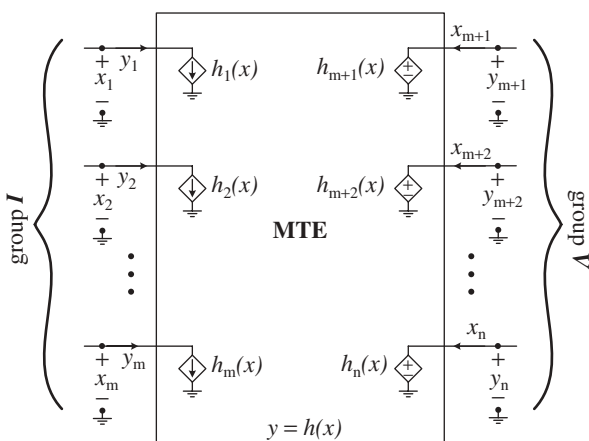 group I
y₁
+
x₁
−
h₁(x)
y₂
+
x₂
−
h₂(x)
yₘ
+
xₘ
−
hₘ(x)
MTE
y = h(x)
hₘ₊₁(x)
+
−
xₘ₊₁
+
yₘ₊₁
−
hₘ₊₂(x)
+
−
xₘ₊₂
+
yₘ₊₂
−
hₙ(x)
+
−
xₙ
+
yₙ
−
group V